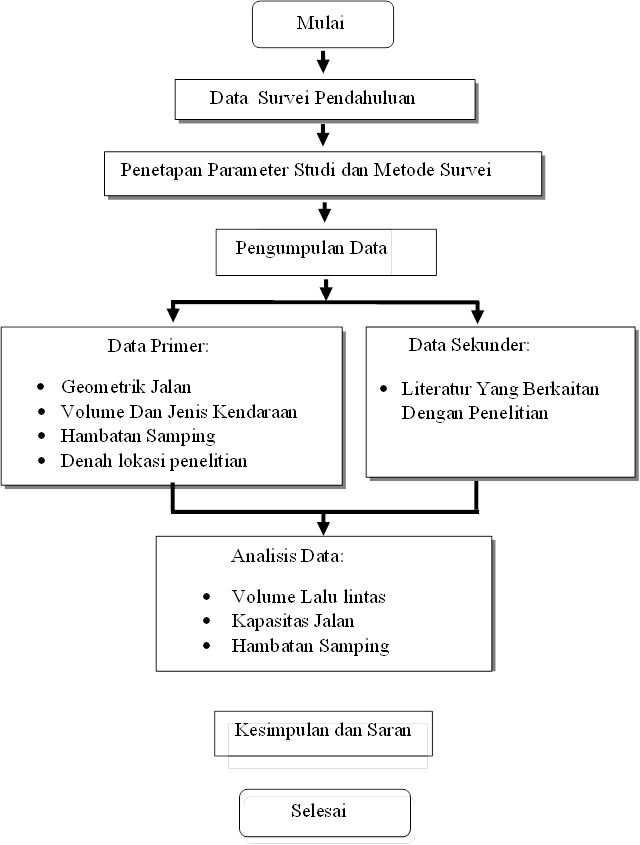 Mulai
Data Survei Pendahuluan
Penetapan Parameter Studi dan Metode Survei
Pengumpulan Data
Data Primer:
• Geometrik Jalan
• Volume Dan Jenis Kendaraan
• Hambatan Samping
• Denah lokasi penelitian
Data Sekunder:
• Literatur Yang Berkaitan
Dengan Penelitian
Analisis Data:
• Volume Lalu lintas
• Kapasitas Jalan
• Hambatan Samping
Kesimpulan dan Saran
Selesai